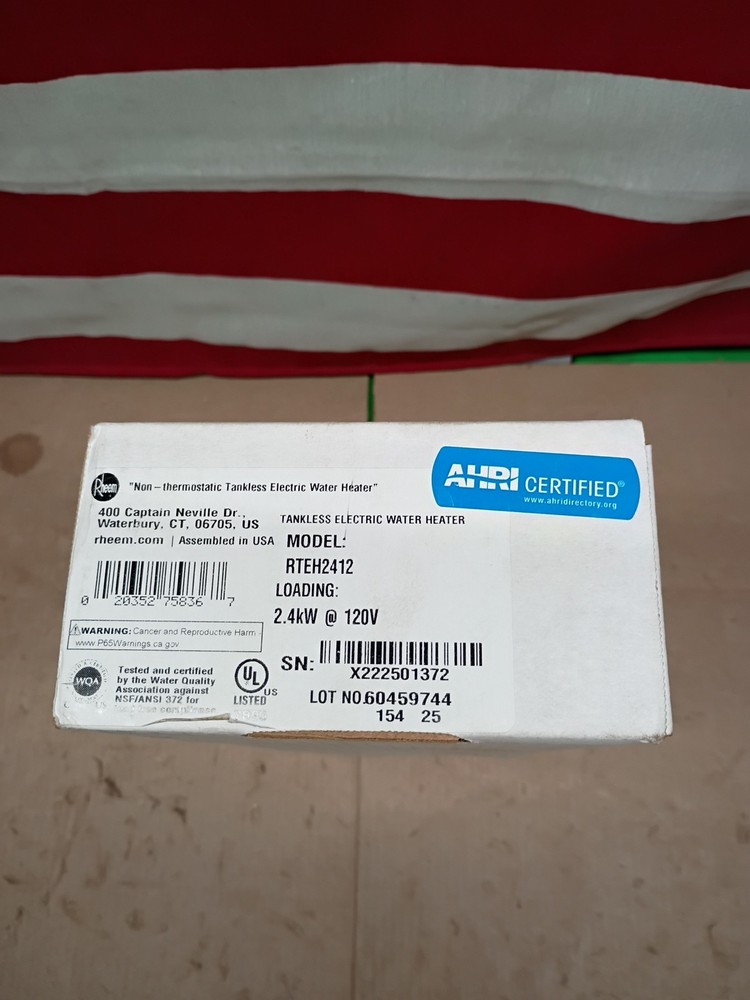 Rheem
"Non-thermostatic Tankless Electric Water Heater"
AHRI CERTIFIED®
www.ahridirectory.org
400 Captain Neville Dr.,
Waterbury, CT, 06705, US
rheem.com | Assembled in USA
TANKLESS ELECTRIC WATER HEATER
MODEL:
RTEH2412
LOADING:
2.4kW @ 120V
0 20352 75836 7
⚠WARNING: Cancer and Reproductive Harm -
www.P65Warnings.ca.gov
SN:
X222501372
LOT NO.60459744
154 25
WQA
Tested and certified
by the Water Quality
Association against
NSF/ANSI 372 for
UL US
LISTED